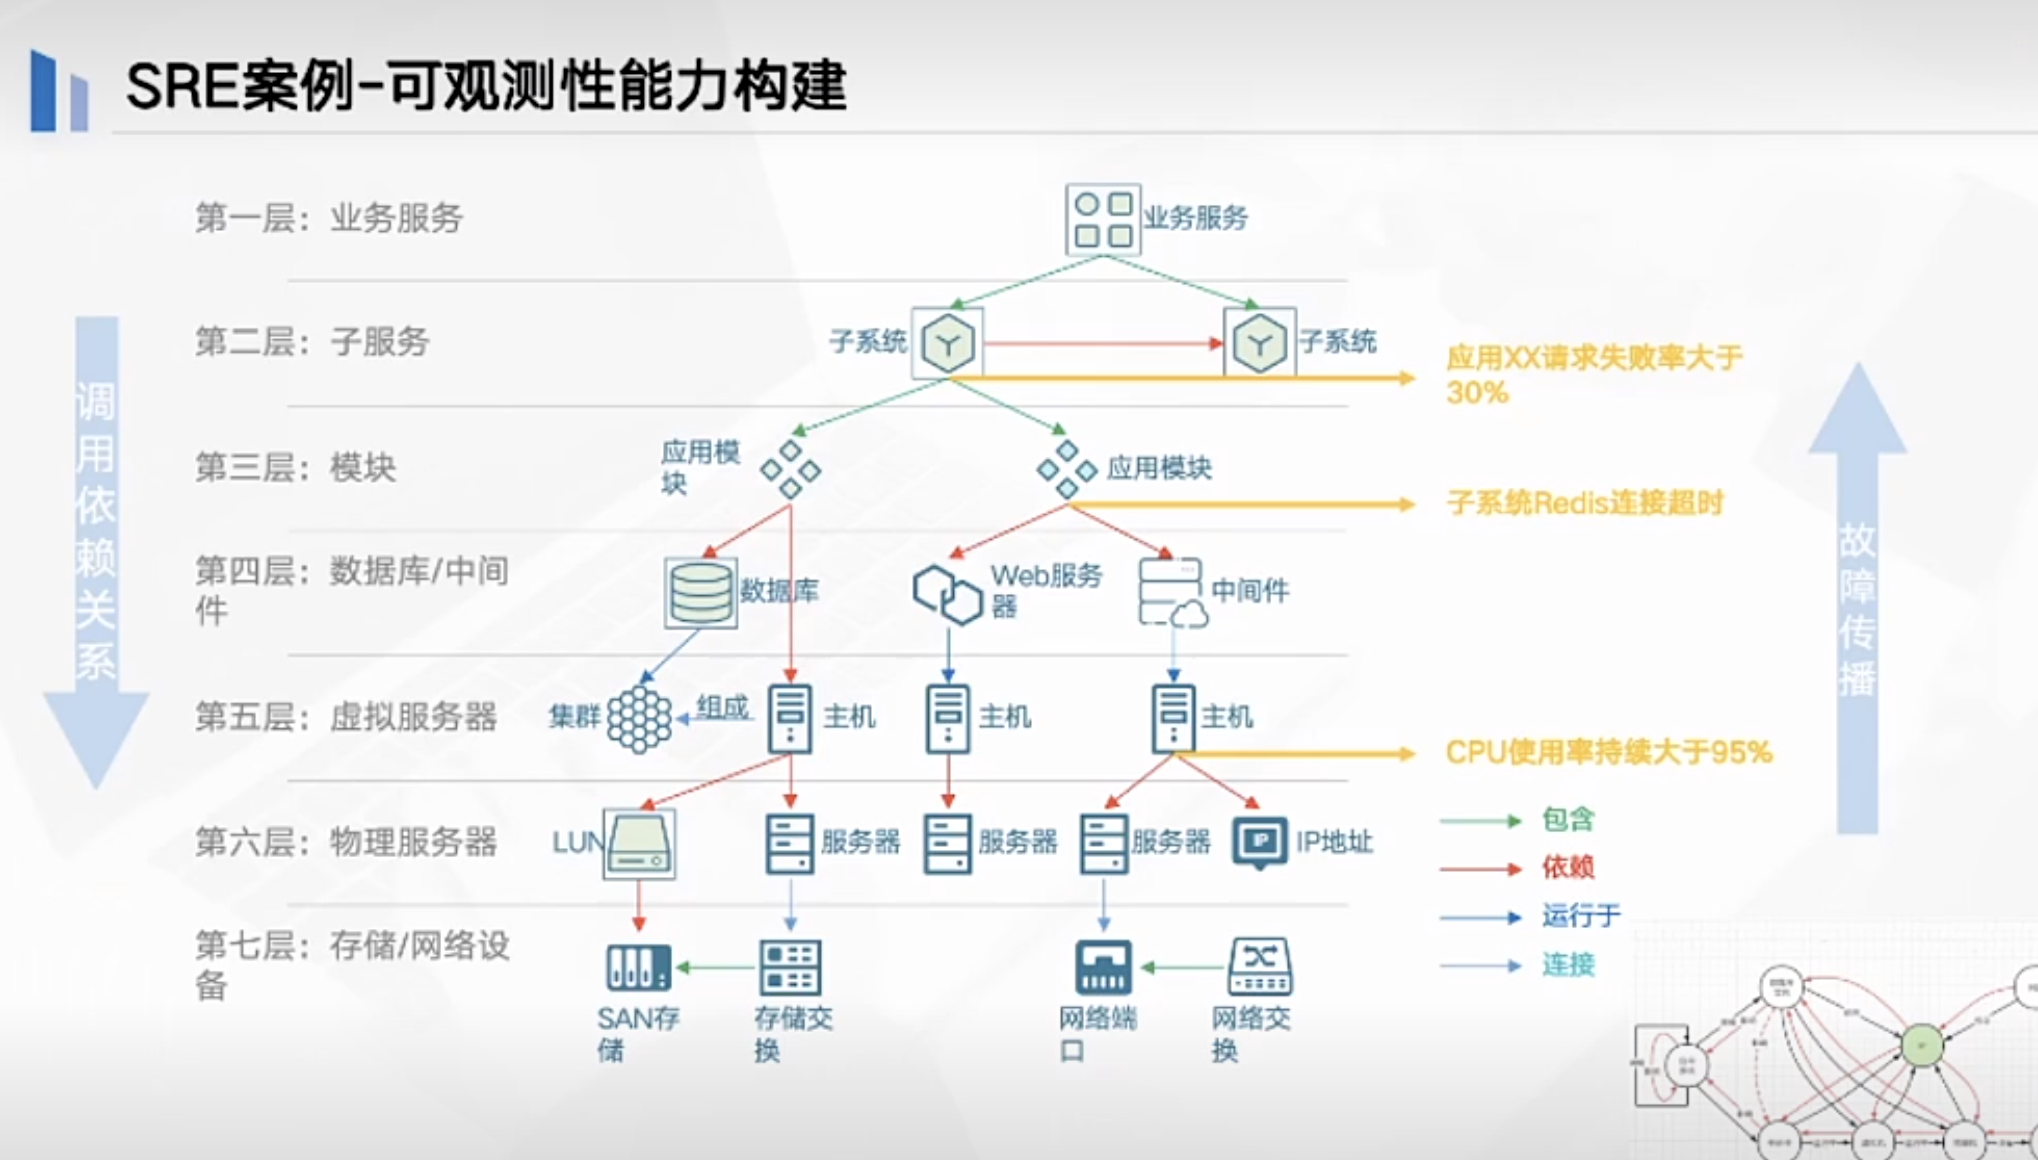 SRE案例-可观测性能力构建
第一层：业务服务
业务服务
第二层：子服务
子系统
子系统
应用XX请求失败率大于
30%
第三层：模块
应用模
块
应用模块
子系统Redis连接超时
第四层：数据库/中间
件
数据库
Web服务
器
中间件
第五层：虚拟服务器
集群
组成
主机
主机
主机
CPU使用率持续大于95%
第六层：物理服务器
LUN
服务器
服务器
服务器
IP
IP地址
第七层：存储/网络设
备
SAN存
储
存储交
换
网络端
口
网络交
换
包含
依赖
运行于
连接
调用依赖关系
故障传播